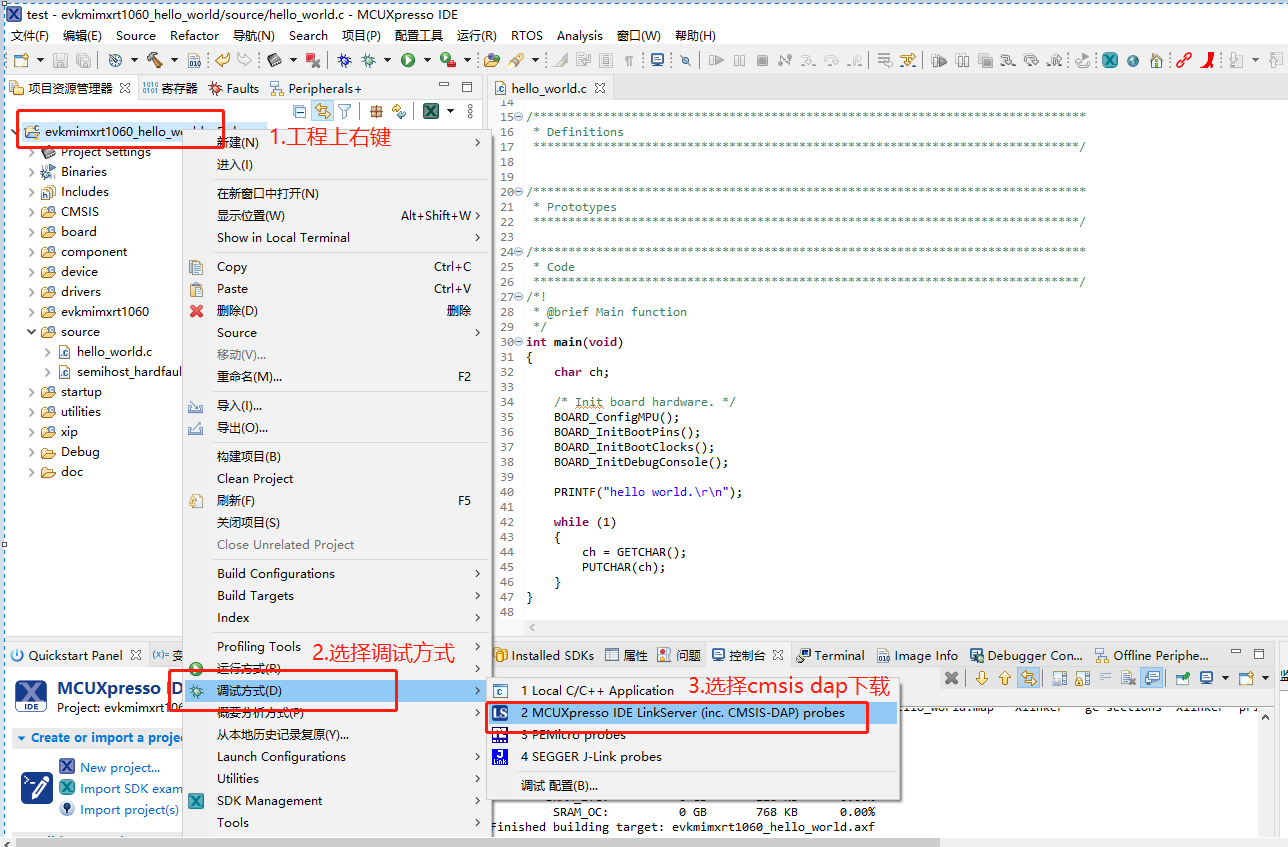 test - evkmimxrt1060_hello_world/source/hello_world.c - MCUXpresso IDE
文件(F) 编辑(E) Source Refactor 导航(N) Search 项目(P) 配置工具 运行(R) RTOS Analysis 窗口(W) 帮助(H)
项目资源管理器 寄存器 Faults Peripherals+
evkmimxrt1060_hello_world
Project Settings
Binaries
Includes
CMSIS
board
component
device
drivers
evkmimxrt1060
source
hello_world.c
semihost_hardfaul
startup
utilities
xip
Debug
doc
1.工程上右键
新建(N)
进入(I)
在新窗口中打开(N)
显示位置(W) Alt+Shift+W
Show in Local Terminal
Copy Ctrl+C
Paste Ctrl+V
删除(D) 删除
Source
移动(V)...
重命名(M)... F2
导入(I)...
导出(O)...
构建项目(B)
Clean Project
刷新(F) F5
关闭项目(S)
Close Unrelated Project
Build Configurations
Build Targets
Index
Profiling Tools
2.选择调试方式
运行方式(R)
调试方式(D)
概要分析方式(P)
从本地历史记录复原(Y)...
Launch Configurations
Utilities
SDK Management
Tools
hello_world.c
14
15 /*******************************************************************************
16 * Definitions
17 ******************************************************************************/
18
19
20 /*******************************************************************************
21 * Prototypes
22 ******************************************************************************/
23
24 /*******************************************************************************
25 * Code
26 ******************************************************************************/
27 /*!
28 * @brief Main function
29 */
30 int main(void)
31 {
32 char ch;
33
34 /* Init board hardware. */
35 BOARD_ConfigMPU();
36 BOARD_InitBootPins();
37 BOARD_InitBootClocks();
38 BOARD_InitDebugConsole();
39
40 PRINTF("hello world.\r\n");
41
42 while (1)
43 {
44 ch = GETCHAR();
45 PUTCHAR(ch);
46 }
47 }
48
Quickstart Panel (x)= 变
IDE
MCUXpresso ID
Project: evkmimxrt106
Create or import a proje
New project...
Import SDK exam
Import project(s)
Installed SDKs 属性 问题 控制台 Terminal Image Info Debugger Con... Offline Periphe...
1 Local C/C++ Application
3.选择cmsis dap下载
2 MCUXpresso IDE LinkServer (inc. CMSIS-DAP) probes
3 PEMicro probes
4 SEGGER J-Link probes
调试 配置(B)...
SRAM_OC: 0 GB 768 KB 0.00%
Finished building target: evkmimxrt1060_hello_world.axf